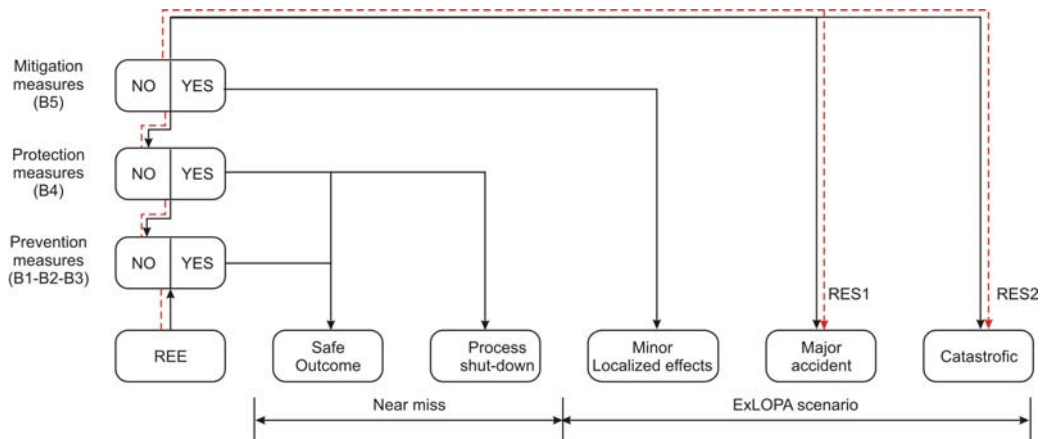 Mitigation
measures
(B5)
NO YES
Protection
measures
(B4)
NO YES
Prevention
measures
(B1-B2-B3)
NO YES
RES1
RES2
REE
Safe
Outcome
Process
shut-down
Minor
Localized effects
Major
accident
Catastrofic
Near miss
ExLOPA scenario